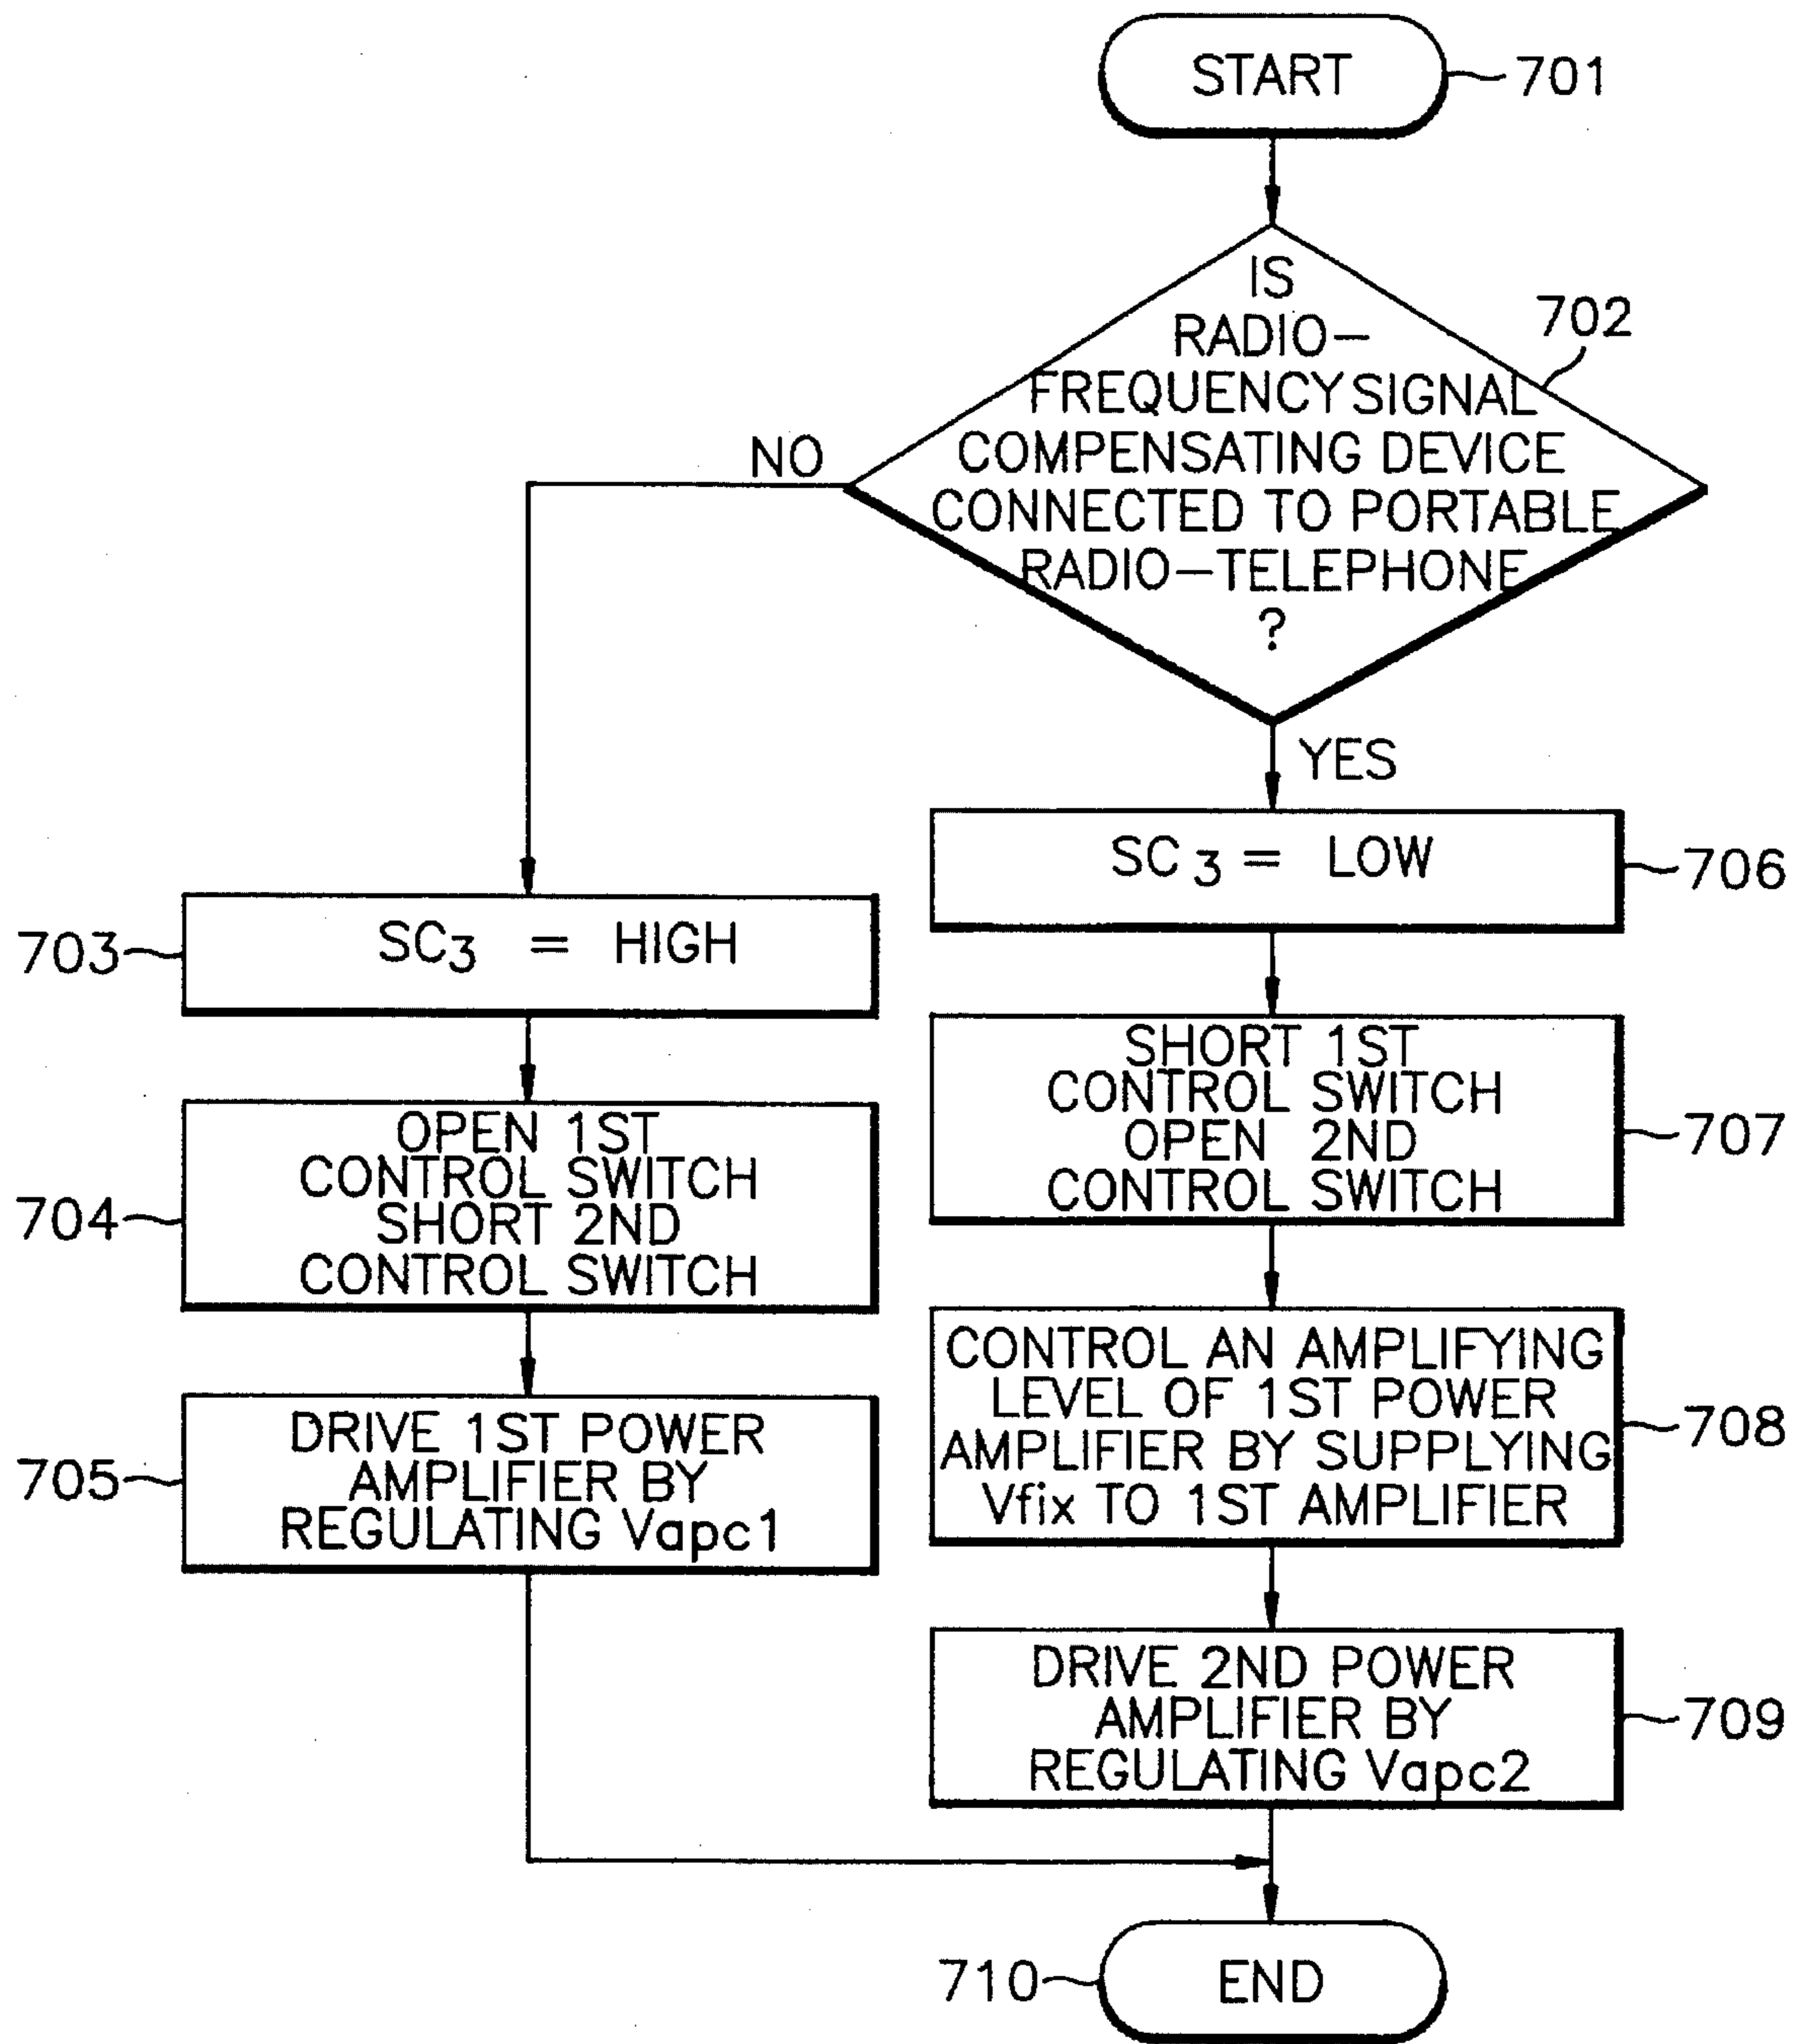 START
701
IS
RADIO-
FREQUENCY SIGNAL
COMPENSATING DEVICE
CONNECTED TO PORTABLE
RADIO-TELEPHONE
?
702
NO
YES
SC3 = HIGH
703
OPEN 1ST
CONTROL SWITCH
SHORT 2ND
CONTROL SWITCH
704
DRIVE 1ST POWER
AMPLIFIER BY
REGULATING Vapc1
705
SC3 = LOW
706
SHORT 1ST
CONTROL SWITCH
OPEN 2ND
CONTROL SWITCH
707
CONTROL AN AMPLIFYING
LEVEL OF 1ST POWER
AMPLIFIER BY SUPPLYING
Vfix TO 1ST AMPLIFIER
708
DRIVE 2ND POWER
AMPLIFIER BY
REGULATING Vapc2
709
END
710